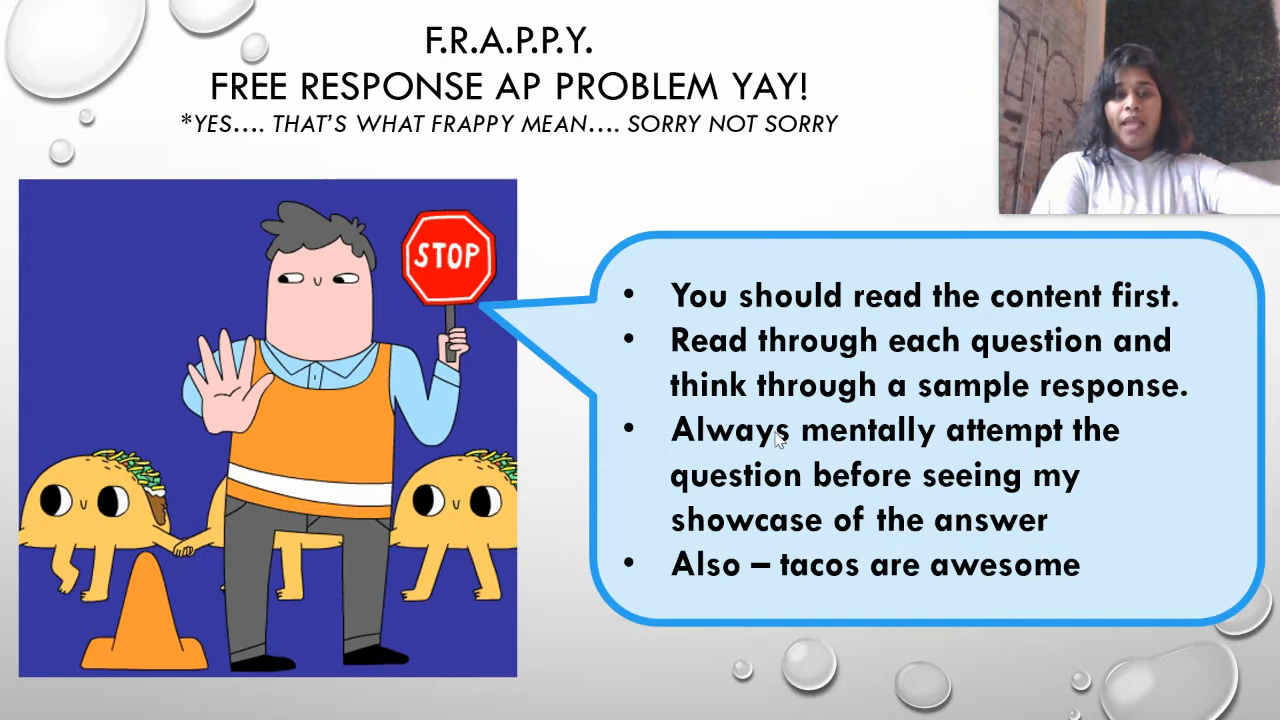 F.R.A.P.P.Y.
FREE RESPONSE AP PROBLEM YAY!
*YES.... THAT'S WHAT FRAPPY MEAN.... SORRY NOT SORRY
STOP
• You should read the content first.
• Read through each question and
think through a sample response.
• Always mentally attempt the
question before seeing my
showcase of the answer
• Also – tacos are awesome